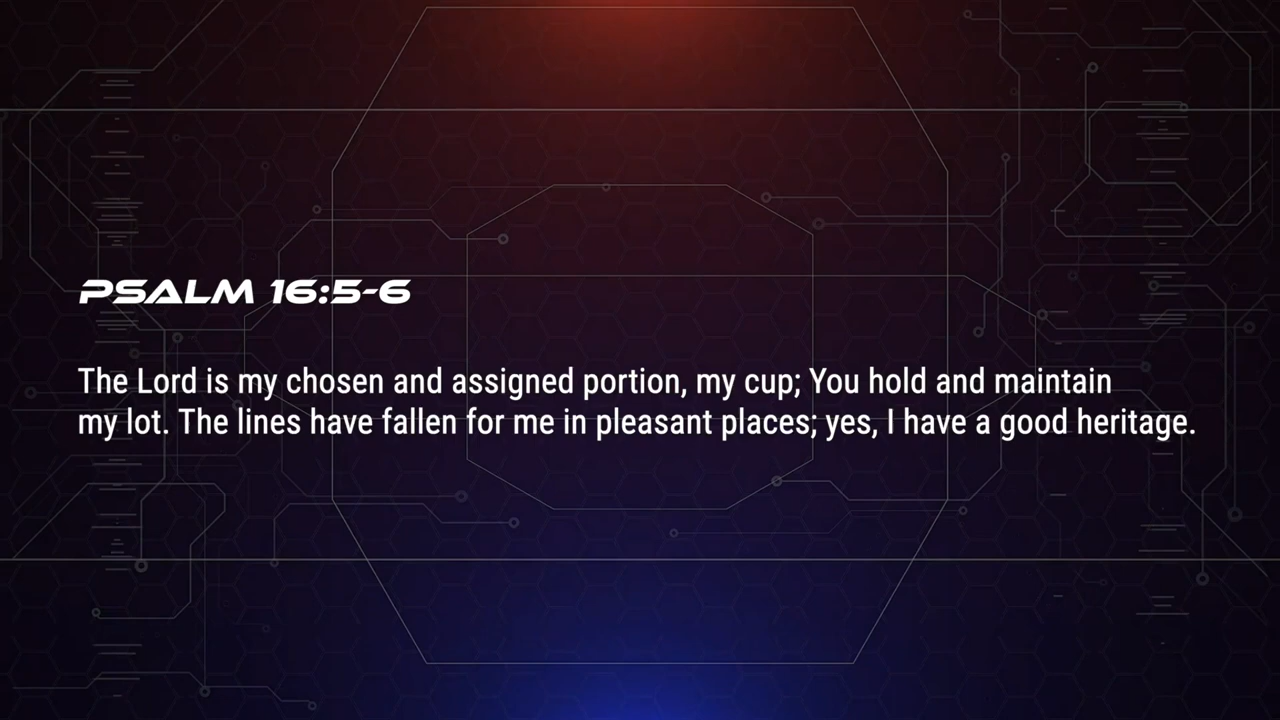 PSALM 16:5-6
The Lord is my chosen and assigned portion, my cup; You hold and maintain
my lot. The lines have fallen for me in pleasant places; yes, I have a good heritage.